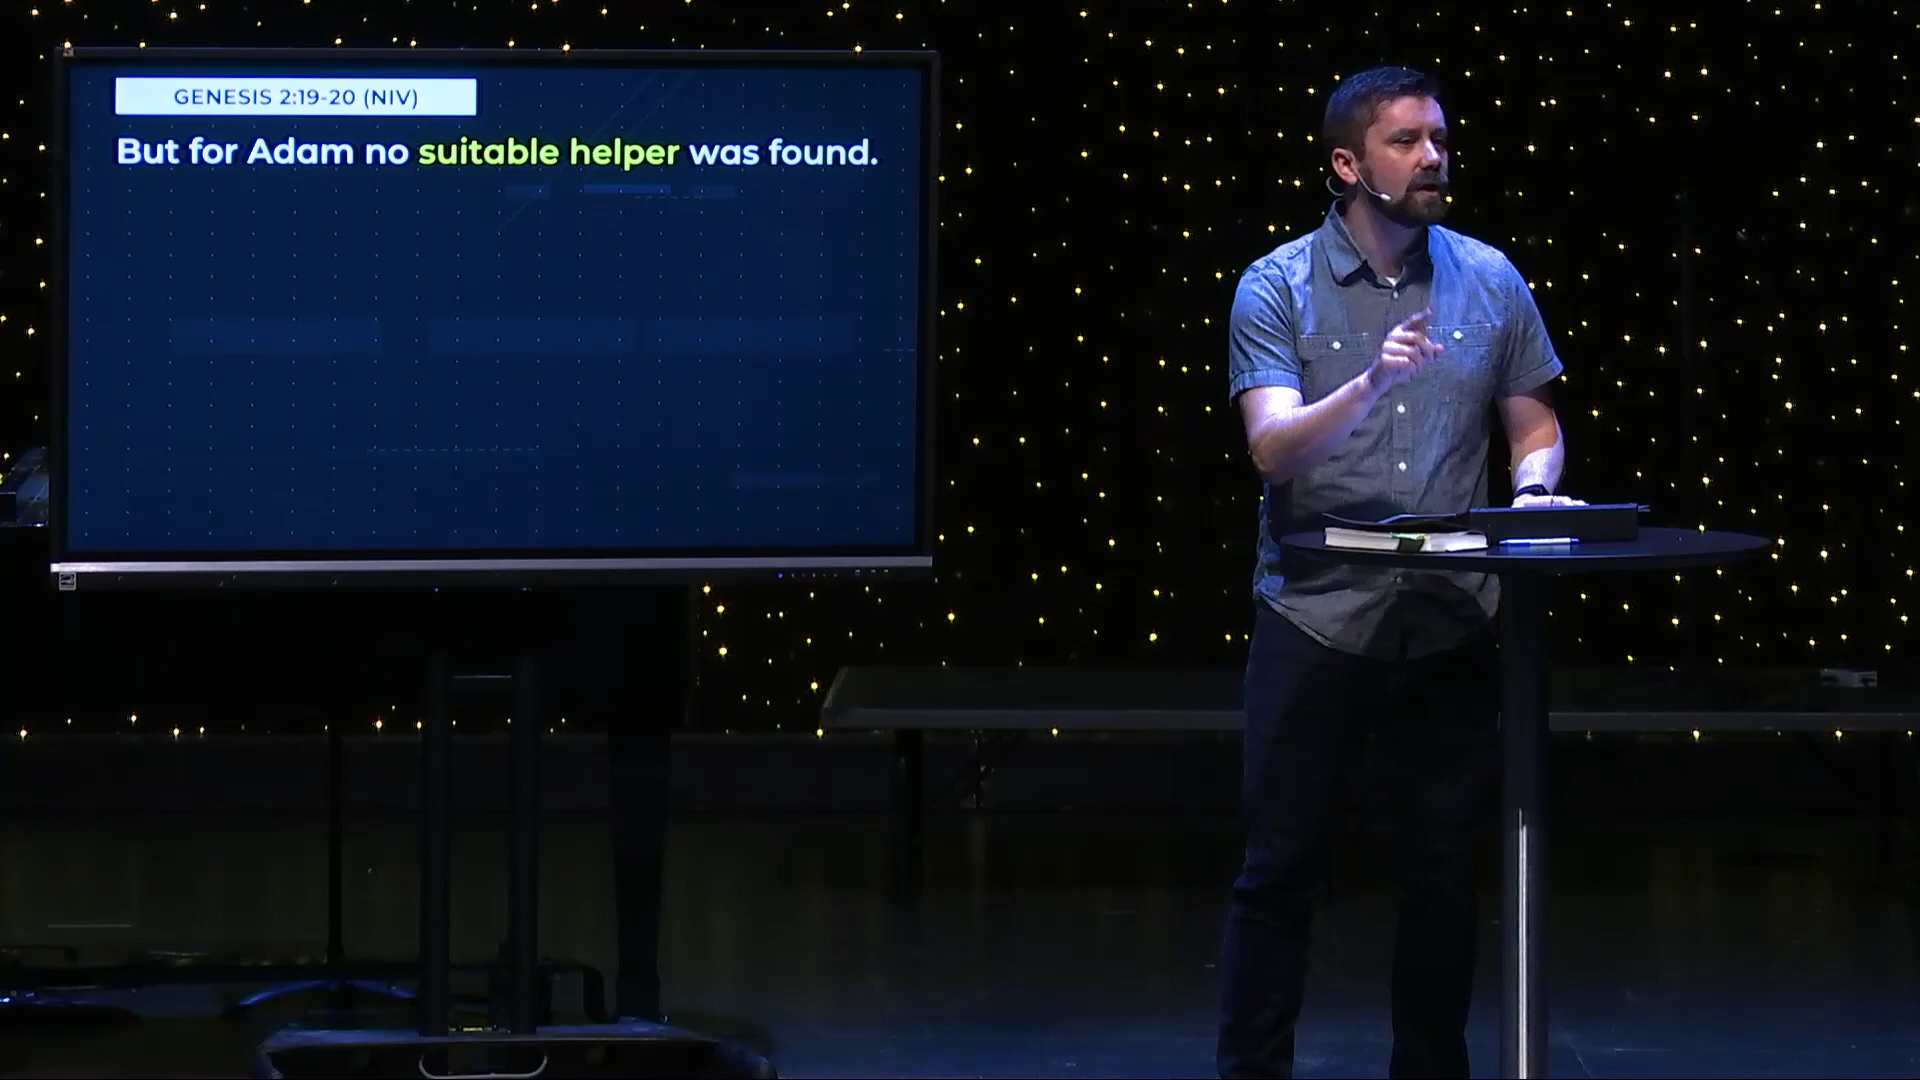 GENESIS 2:19-20 (NIV)
But for Adam no suitable helper was found.